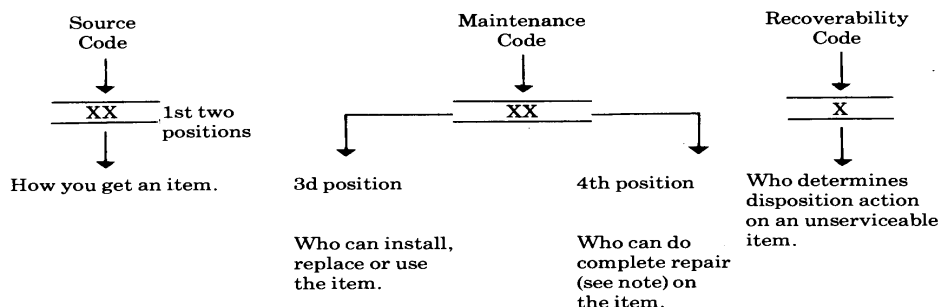 Source
Code
XX
1st two
positions
How you get an item.
Maintenance
Code
XX
3d position
Who can install,
replace or use
the item.
4th position
Who can do
complete repair
(see note) on
the item.
Recoverability
Code
X
Who determines
disposition action
on an unserviceable
item.